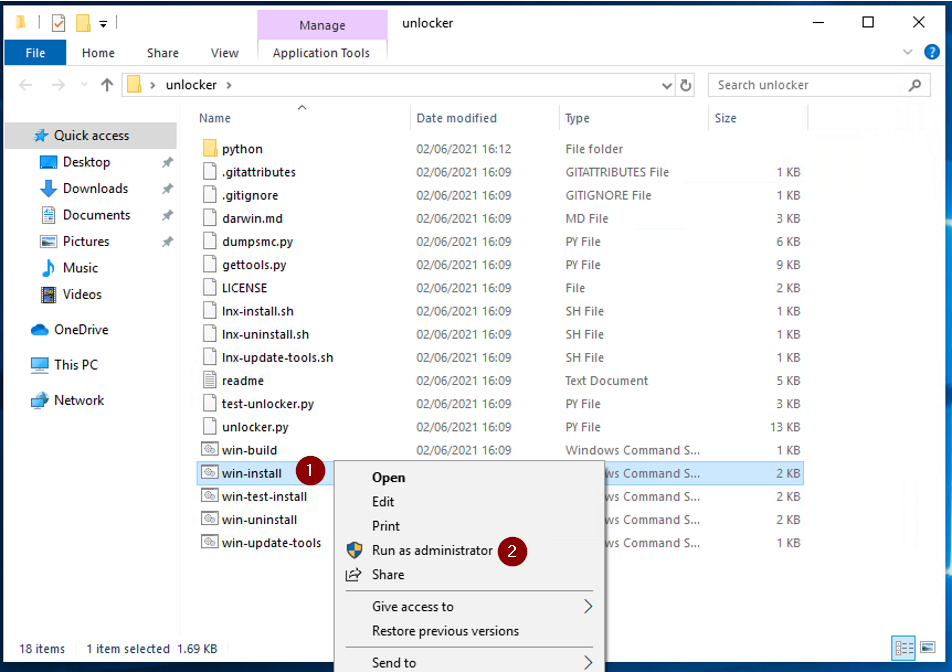 Manage
unlocker
File
Home
Share
View
Application Tools
unlocker
Search unlocker
Name
Date modified
Type
Size
Quick access
Desktop
Downloads
Documents
Pictures
Music
Videos
OneDrive
This PC
Network
python 02/06/2021 16:12 File folder
.gitattributes 02/06/2021 16:09 GITATTRIBUTES File 1 KB
.gitignore 02/06/2021 16:09 GITIGNORE File 1 KB
darwin.md 02/06/2021 16:09 MD File 3 KB
dumpsmc.py 02/06/2021 16:09 PY File 6 KB
gettools.py 02/06/2021 16:09 PY File 9 KB
LICENSE 02/06/2021 16:09 File 2 KB
lnx-install.sh 02/06/2021 16:09 SH File 1 KB
lnx-uninstall.sh 02/06/2021 16:09 SH File 1 KB
lnx-update-tools.sh 02/06/2021 16:09 SH File 1 KB
readme 02/06/2021 16:09 Text Document 5 KB
test-unlocker.py 02/06/2021 16:09 PY File 3 KB
unlocker.py 02/06/2021 16:09 PY File 13 KB
win-build 02/06/2021 16:09 Windows Command S... 1 KB
win-install 1 ws Command S... 2 KB
win-test-install ws Command S... 2 KB
win-uninstall ws Command S... 2 KB
win-update-tools ws Command S... 1 KB
Open
Edit
Print
Run as administrator 2
Share
Give access to
Restore previous versions
Send to
18 items 1 item selected 1.69 KB